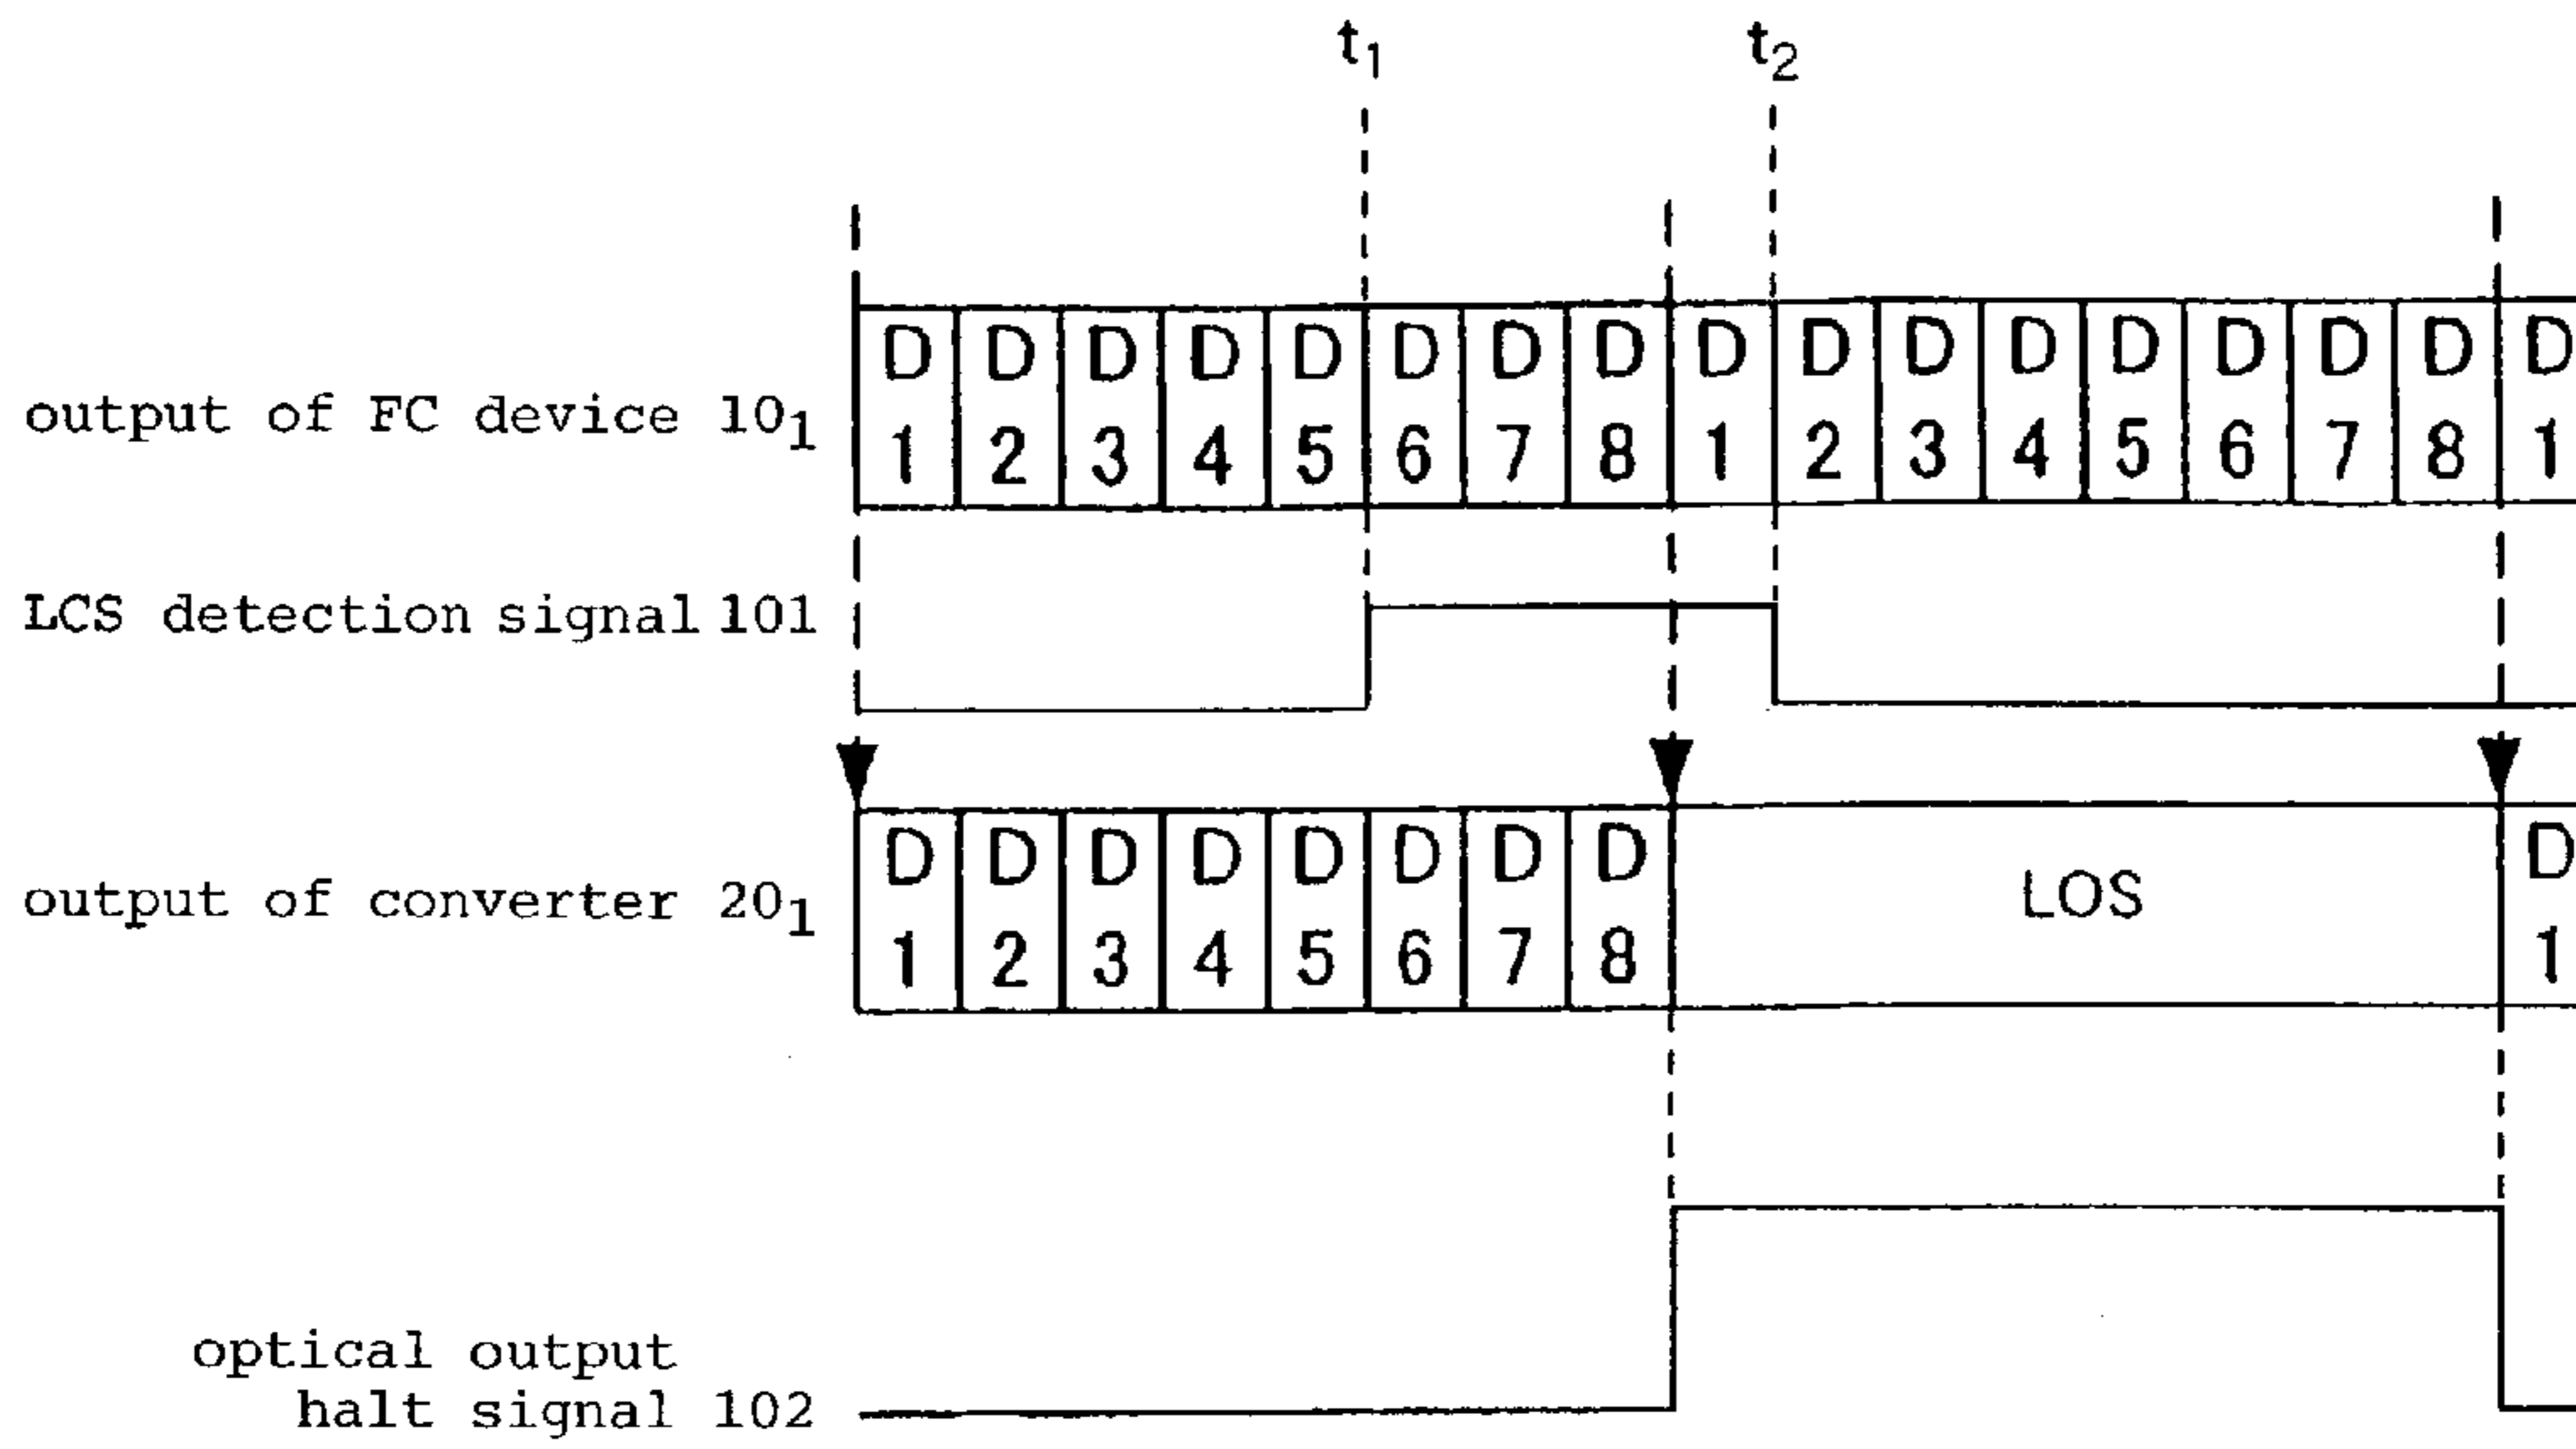 t1 t2
output of FC device 101
D D D D D D D D D D D D D D D D D
1 2 3 4 5 6 7 8 1 2 3 4 5 6 7 8 1
LCS detection signal 101
output of converter 201
D D D D D D D D LOS D
1 2 3 4 5 6 7 8 1
optical output
halt signal 102